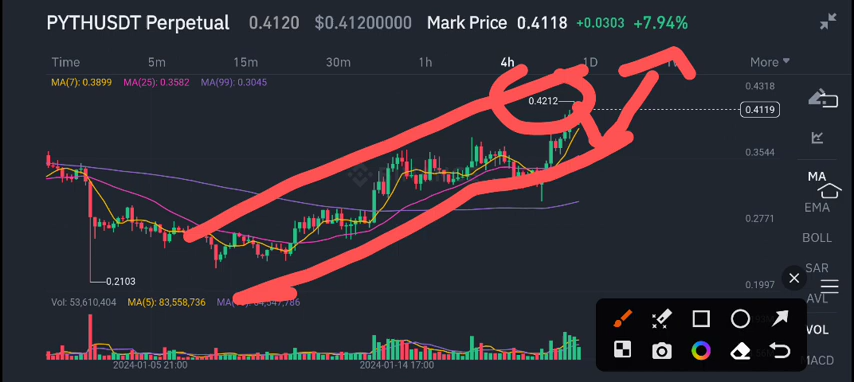 PYTHUSDT Perpetual 0.4120 $0.41200000 Mark Price 0.4118 +0.0303 +7.94%
Time 5m 15m 30m 1h 4h 1D More
MA(7): 0.3899 MA(25): 0.3582 MA(99): 0.3045
0.4318
0.4212
0.4119
0.3544
MA
EMA
0.2771
BOLL
SAR
0.2103
0.1997
AVL
Vol: 53,610,404 MA(5): 83,558,736
VOL
MACD
2024-01-05 21:00 2024-01-14 17:00